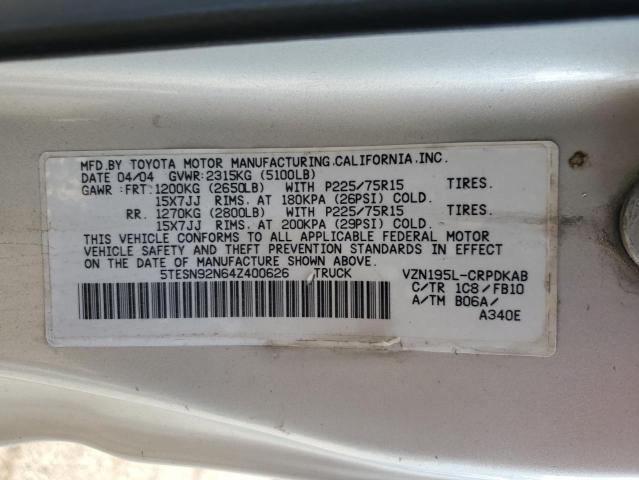 MFD.BY TOYOTA MOTOR MANUFACTURING,CALIFORNIA,INC.
DATE 04/04 GVWR:2315KG (5100LB)
GAWR :FRT.1200KG (2650LB) WITH P225/75R15 TIRES.
15X7JJ RIMS. AT 180KPA (26PSI) COLD.
RR. 1270KG (2800LB) WITH P225/75R15 TIRES.
15X7JJ RIMS. AT 200KPA (29PSI) COLD.
THIS VEHICLE CONFORMS TO ALL APPLICABLE FEDERAL MOTOR
VEHICLE SAFETY AND THEFT PREVENTION STANDARDS IN EFFECT
ON THE DATE OF MANUFACTURE SHOWN ABOVE.
5TESN92N64Z400626 TRUCK VZN195L-CRPDKAB
C/TR 1C8/FB10
A/TM B06A/
A340E